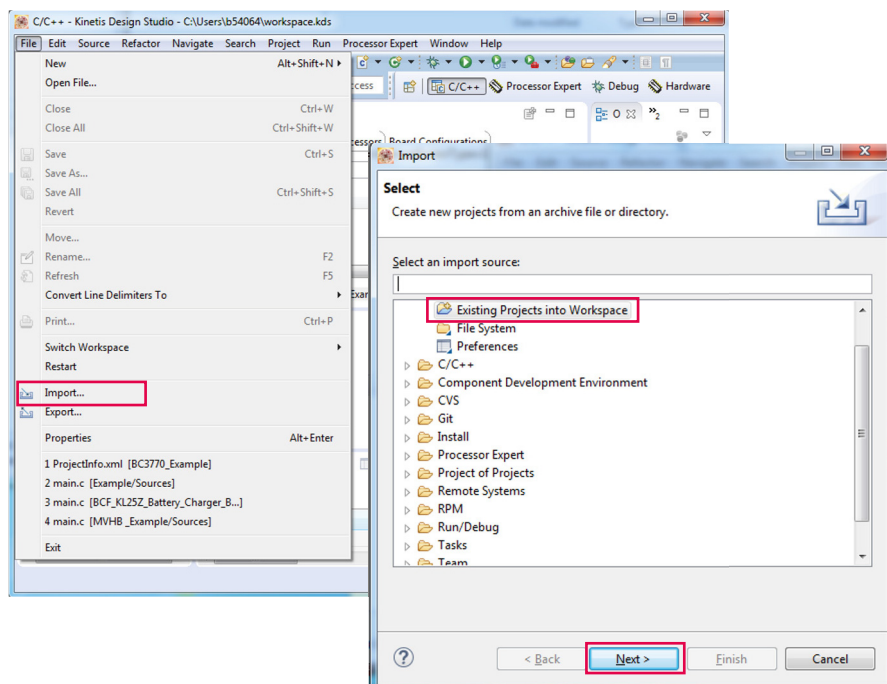 C/C++ - Kinetis Design Studio - C:\Users\b54064\workspace.kds
File Edit Source Refactor Navigate Search Project Run Processor Expert Window Help
New Alt+Shift+N
Open File...
Close Ctrl+W
Close All Ctrl+Shift+W
Save Ctrl+S
Save As...
Save All Ctrl+Shift+S
Revert
Move...
Rename... F2
Refresh F5
Convert Line Delimiters To
Print... Ctrl+P
Switch Workspace
Restart
Import...
Export...
Properties Alt+Enter
1 ProjectInfo.xml [BC3770_Example]
2 main.c [Example/Sources]
3 main.c [BCF_KL25Z_Battery_Charger_B...]
4 main.c [MVHB _Example/Sources]
Exit
C/C++ Processor Expert Debug Hardware
O
Board Configurations
Import
Select
Create new projects from an archive file or directory.
Select an import source:
Existing Projects into Workspace
File System
Preferences
C/C++
Component Development Environment
CVS
Git
Install
Processor Expert
Project of Projects
Remote Systems
RPM
Run/Debug
Tasks
Team
< Back Next > Finish Cancel